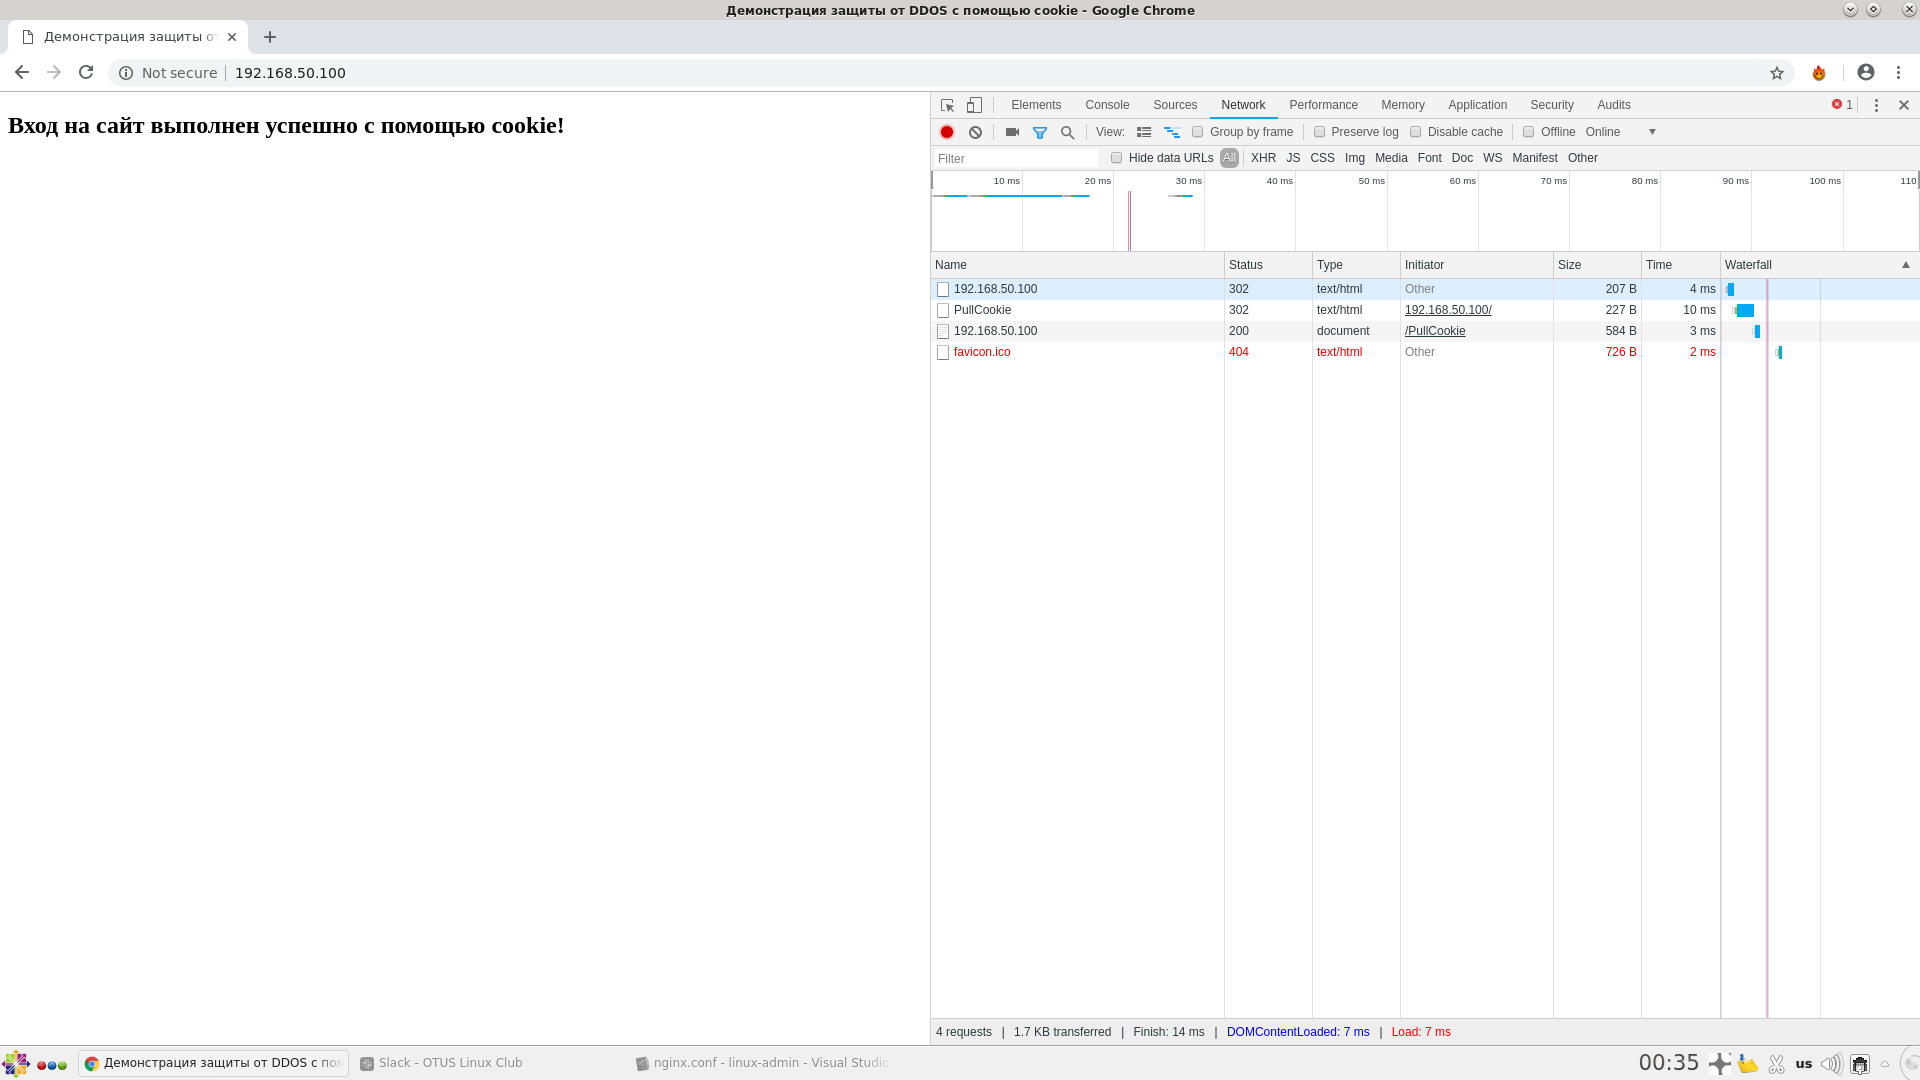 Демонстрация защиты от DDOS с помощью cookie - Google Chrome
Демонстрация защиты от
Not secure 192.168.50.100
Вход на сайт выполнен успешно с помощью cookie!
Elements Console Sources Network Performance Memory Application Security Audits 1
View: Group by frame Preserve log Disable cache Offline Online
Filter Hide data URLs All XHR JS CSS Img Media Font Doc WS Manifest Other
10 ms 20 ms 30 ms 40 ms 50 ms 60 ms 70 ms 80 ms 90 ms 100 ms 110
Name Status Type Initiator Size Time Waterfall
192.168.50.100 302 text/html Other 207 B 4 ms
PullCookie 302 text/html 192.168.50.100/ 227 B 10 ms
192.168.50.100 200 document /PullCookie 584 B 3 ms
favicon.ico 404 text/html Other 726 B 2 ms
4 requests | 1.7 KB transferred | Finish: 14 ms | DOMContentLoaded: 7 ms | Load: 7 ms
Демонстрация защиты от DDOS с пом Slack - OTUS Linux Club nginx.conf - linux-admin - Visual Studio 00:35 us